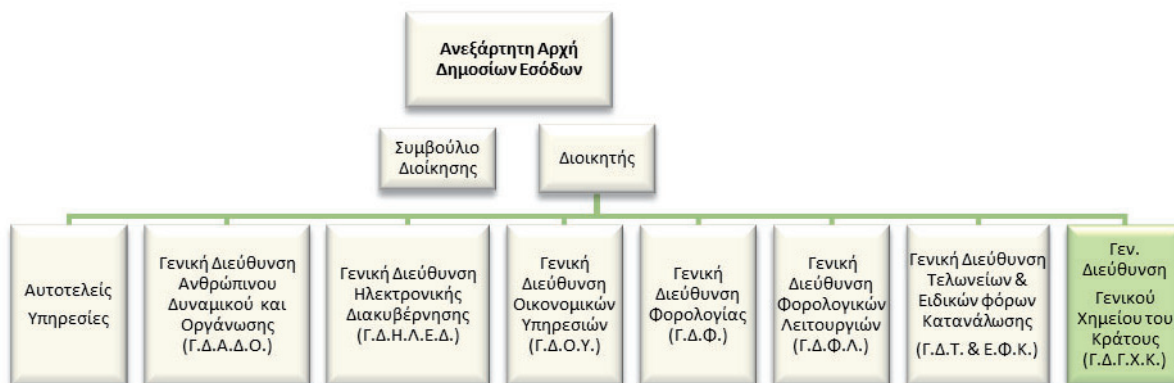 Ανεξάρτητη Αρχή
Δημοσίων Εσόδων
Συμβούλιο
Διοίκησης
Διοικητής
Αυτοτελείς
Υπηρεσίες
Γενική Διεύθυνση
Ανθρώπινου
Δυναμικού και
Οργάνωσης
(Γ.Δ.Α.Δ.Ο.)
Γενική Διεύθυνση
Ηλεκτρονικής
Διακυβέρνησης
(Γ.Δ.Η.Λ.Ε.Δ.)
Γενική
Διεύθυνση
Οικονομικών
Υπηρεσιών
(Γ.Δ.Ο.Υ.)
Γενική
Διεύθυνση
Φορολογίας
(Γ.Δ.Φ.)
Γενική
Διεύθυνση
Φορολογικών
Λειτουργιών
(Γ.Δ.Φ.Λ.)
Γενική Διεύθυνση
Τελωνείων &
Ειδικών φόρων
Κατανάλωσης
(Γ.Δ.Τ. & Ε.Φ.Κ.)
Γεν.
Διεύθυνση
Γενικού
Χημείου του
Κράτους
(Γ.Δ.Γ.Χ.Κ.)